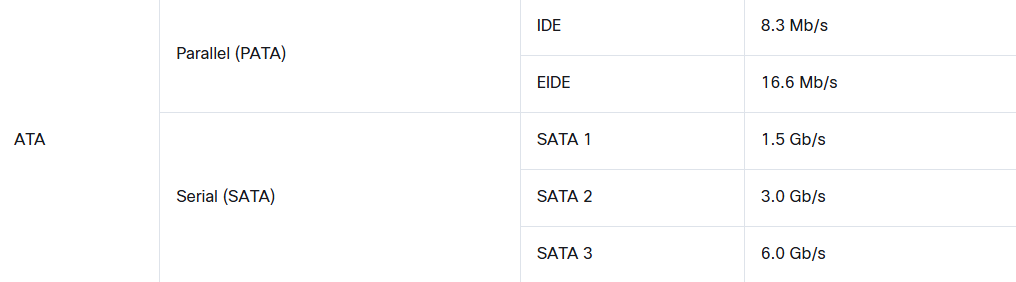 IDE
8.3 Mb/s
Parallel (PATA)
EIDE
16.6 Mb/s
ATA
SATA 1
1.5 Gb/s
Serial (SATA)
SATA 2
3.0 Gb/s
SATA 3
6.0 Gb/s